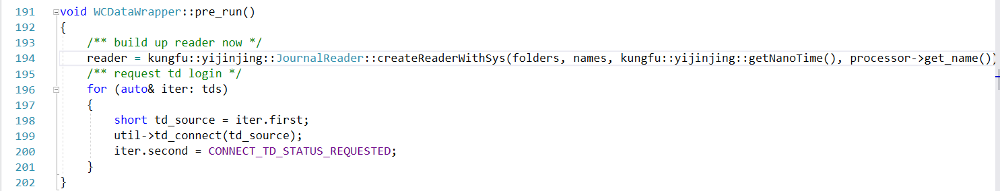 191 void WCDataWrapper::pre_run()
192 {
193 /** build up reader now */
194 reader = kungfu::yijinjing::JournalReader::createReaderWithSys(folders, names, kungfu::yijinjing::getNanoTime(), processor->get_name())
195 /** request td login */
196 for (auto& iter: tds)
197 {
198 short td_source = iter.first;
199 util->td_connect(td_source);
200 iter.second = CONNECT_TD_STATUS_REQUESTED;
201 }
202 }